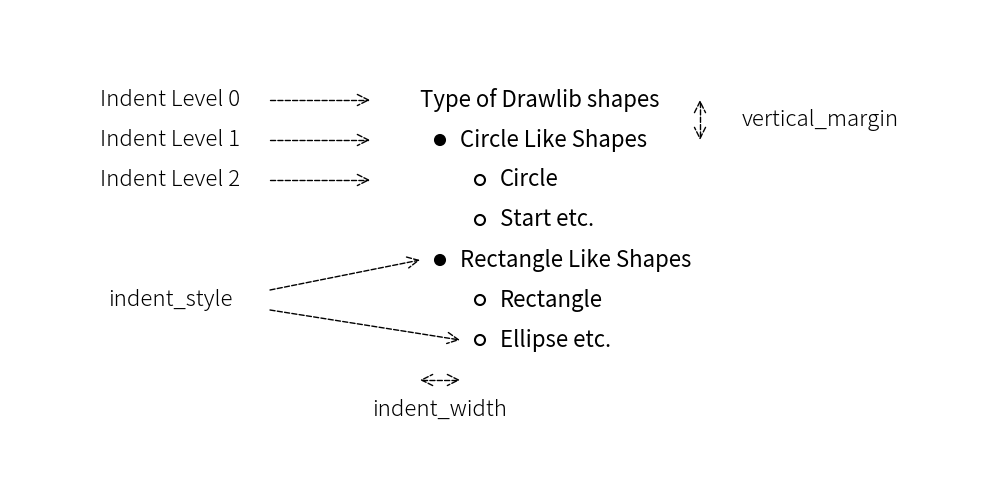 Indent Level 0
Type of Drawlib shapes
vertical_margin
Indent Level 1
Circle Like Shapes
Indent Level 2
Circle
Start etc.
Rectangle Like Shapes
indent_style
Rectangle
Ellipse etc.
indent_width